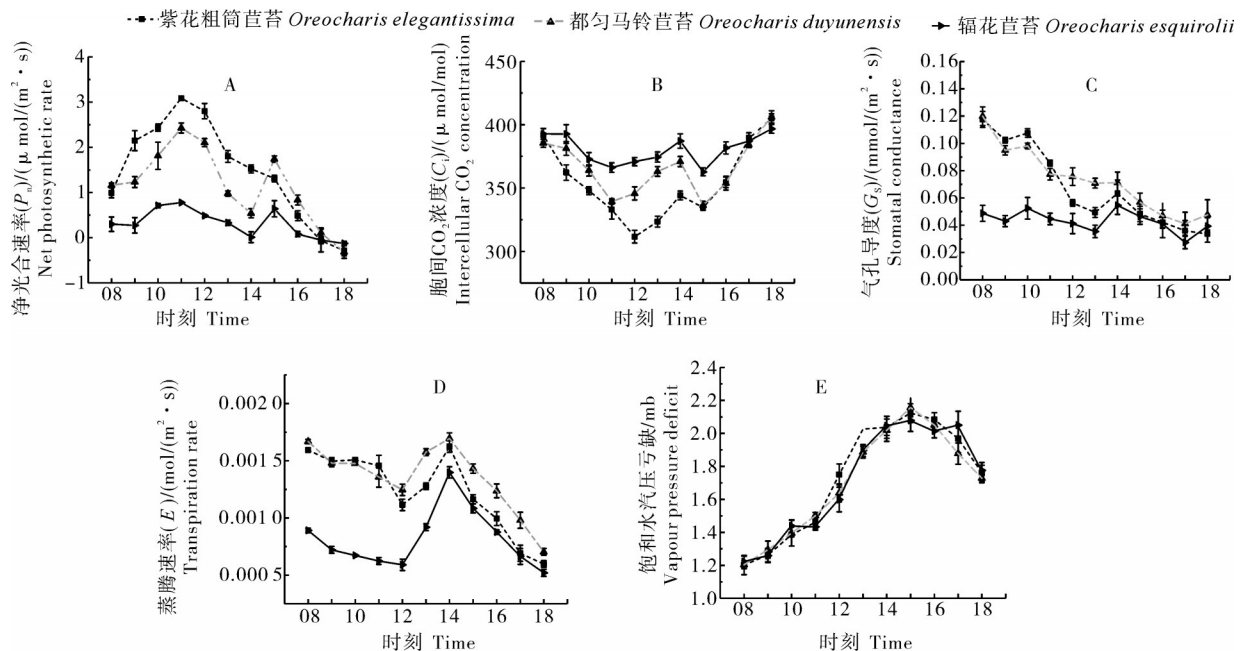 紫花粗筒苣苔 Oreocharis elegantissima 都匀马铃苣苔 Oreocharis duyunensis 辐花苣苔 Oreocharis esquirolii
A
净光合速率(Pn)/(μ mol/(m²·s))
Net photosynthetic rate
4
3
2
1
0
-1
08 10 12 14 16 18
时刻 Time
B
胞间CO2浓度(Ci)/(μ mol/mol)
Intercellular CO2 concentration
450
400
350
300
08 10 12 14 16 18
时刻 Time
C
气孔导度(Gs)/(mmol/(m²·s))
Stomatal conductance
0.16
0.14
0.12
0.10
0.08
0.06
0.04
0.02
0.00
08 10 12 14 16 18
时刻 Time
D
蒸腾速率(E)/(mol/(m²·s))
Transpiration rate
0.002 0
0.001 5
0.001 0
0.000 5
08 10 12 14 16 18
时刻 Time
E
饱和水汽压亏缺/mb
Vapour pressure deficit
2.4
2.2
2.0
1.8
1.6
1.4
1.2
1.0
08 10 12 14 16 18
时刻 Time